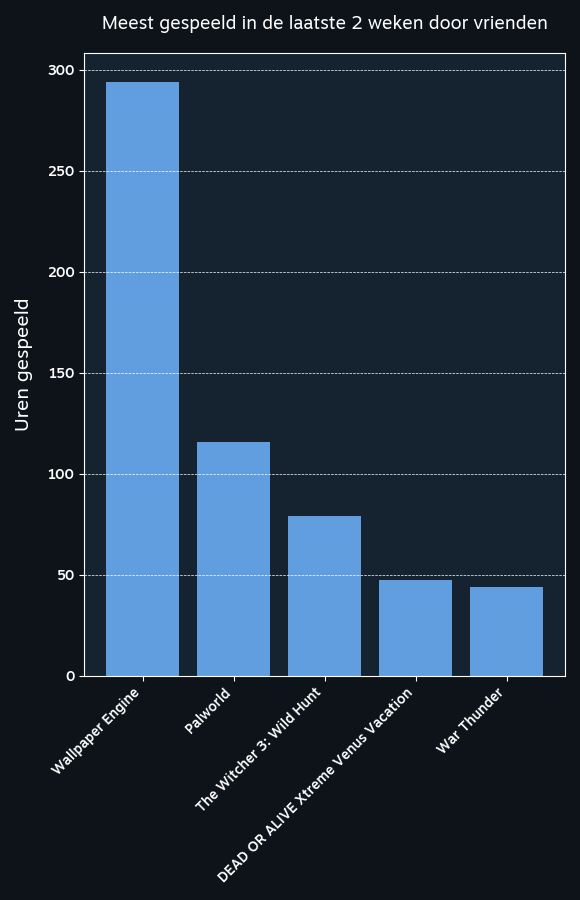 Meest gespeeld in de laatste 2 weken door vrienden
Uren gespeeld
300
250
200
150
100
50
0
Wallpaper Engine
Palworld
The Witcher 3: Wild Hunt
DEAD OR ALIVE Xtreme Venus Vacation
War Thunder